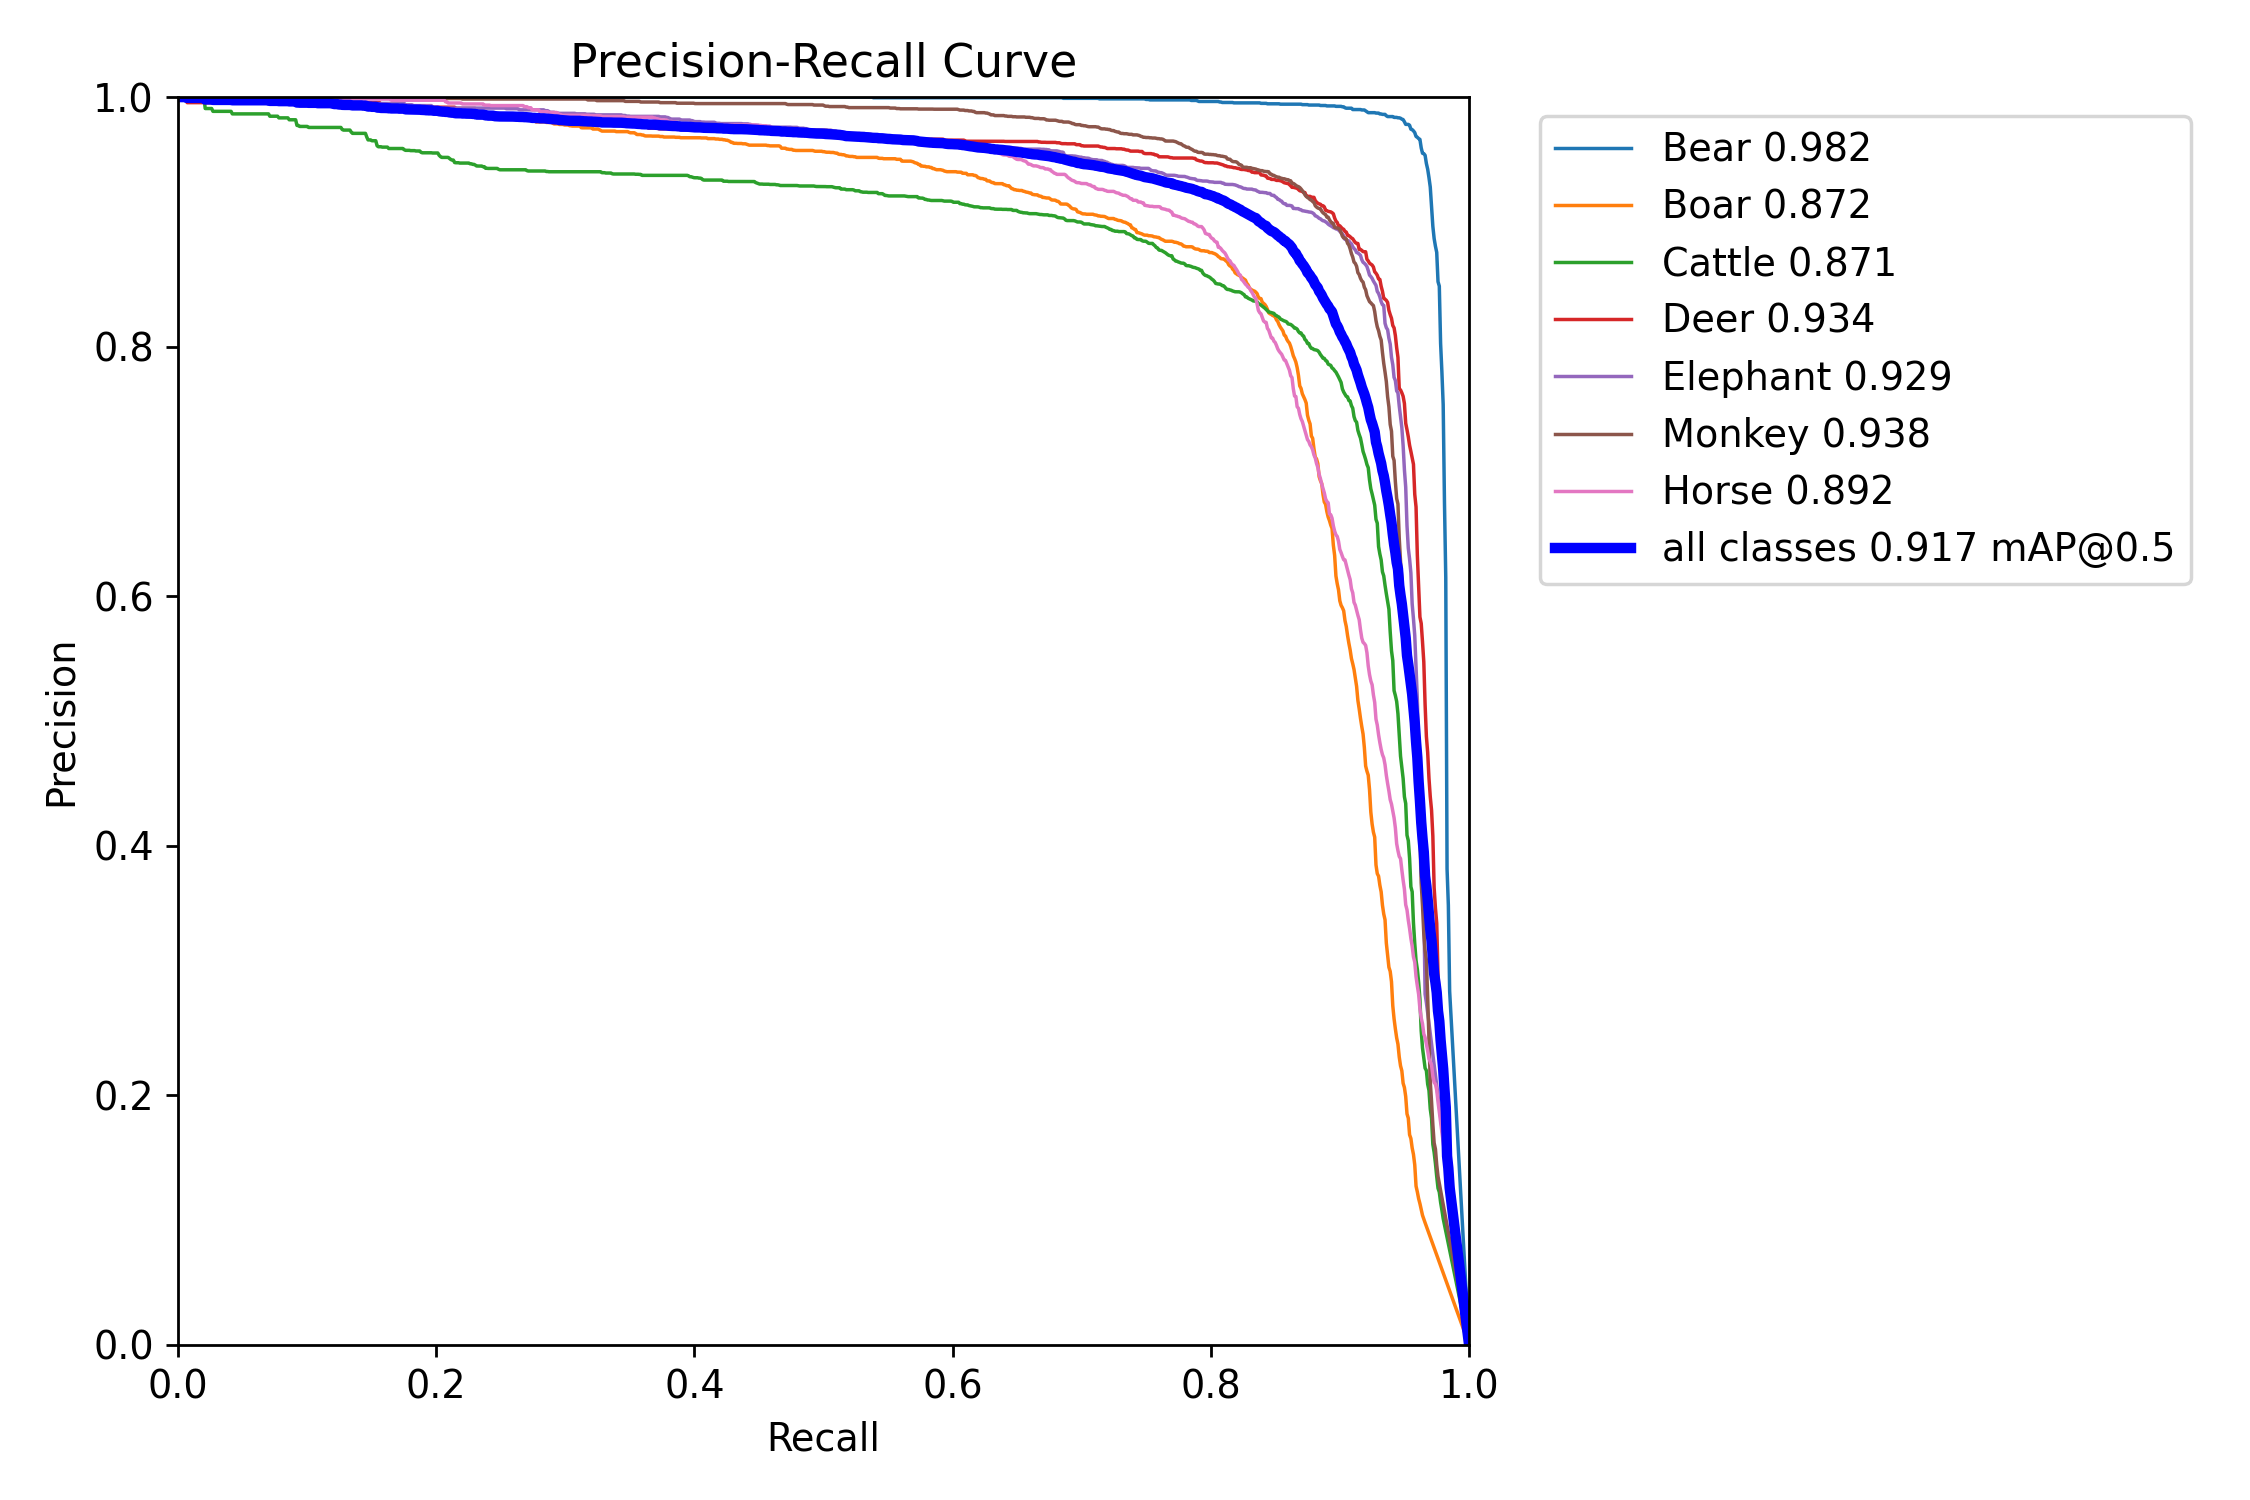 Precision-Recall Curve
1.0
0.8
0.6
0.4
0.2
0.0
Precision
0.0 0.2 0.4 0.6 0.8 1.0
Recall
Bear 0.982
Boar 0.872
Cattle 0.871
Deer 0.934
Elephant 0.929
Monkey 0.938
Horse 0.892
all classes 0.917 mAP@0.5